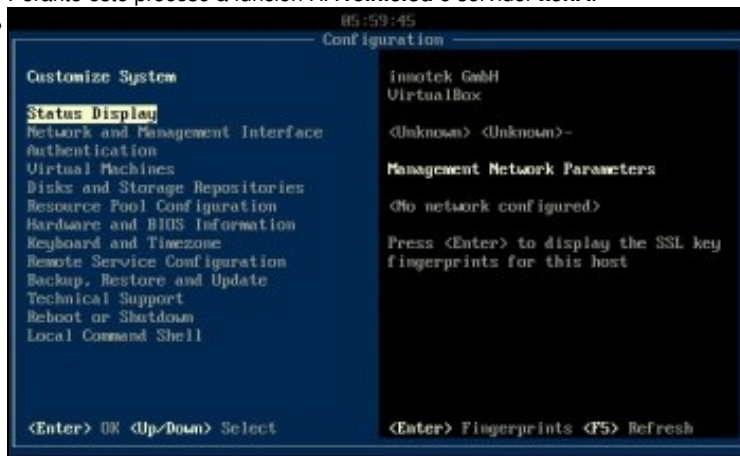 05:59:45
Configuration
Customize System
Status Display
Network and Management Interface
Authentication
Virtual Machines
Disks and Storage Repositories
Resource Pool Configuration
Hardware and BIOS Information
Keyboard and Timezone
Remote Service Configuration
Backup, Restore and Update
Technical Support
Reboot or Shutdown
Local Command Shell
<Enter> OK <Up/Down> Select
innotek GmbH
VirtualBox
<Unknown> <Unknown>-
Management Network Parameters
<No network configured>
Press <Enter> to display the SSL key
fingerprints for this host
<Enter> Fingerprints <F5> Refresh